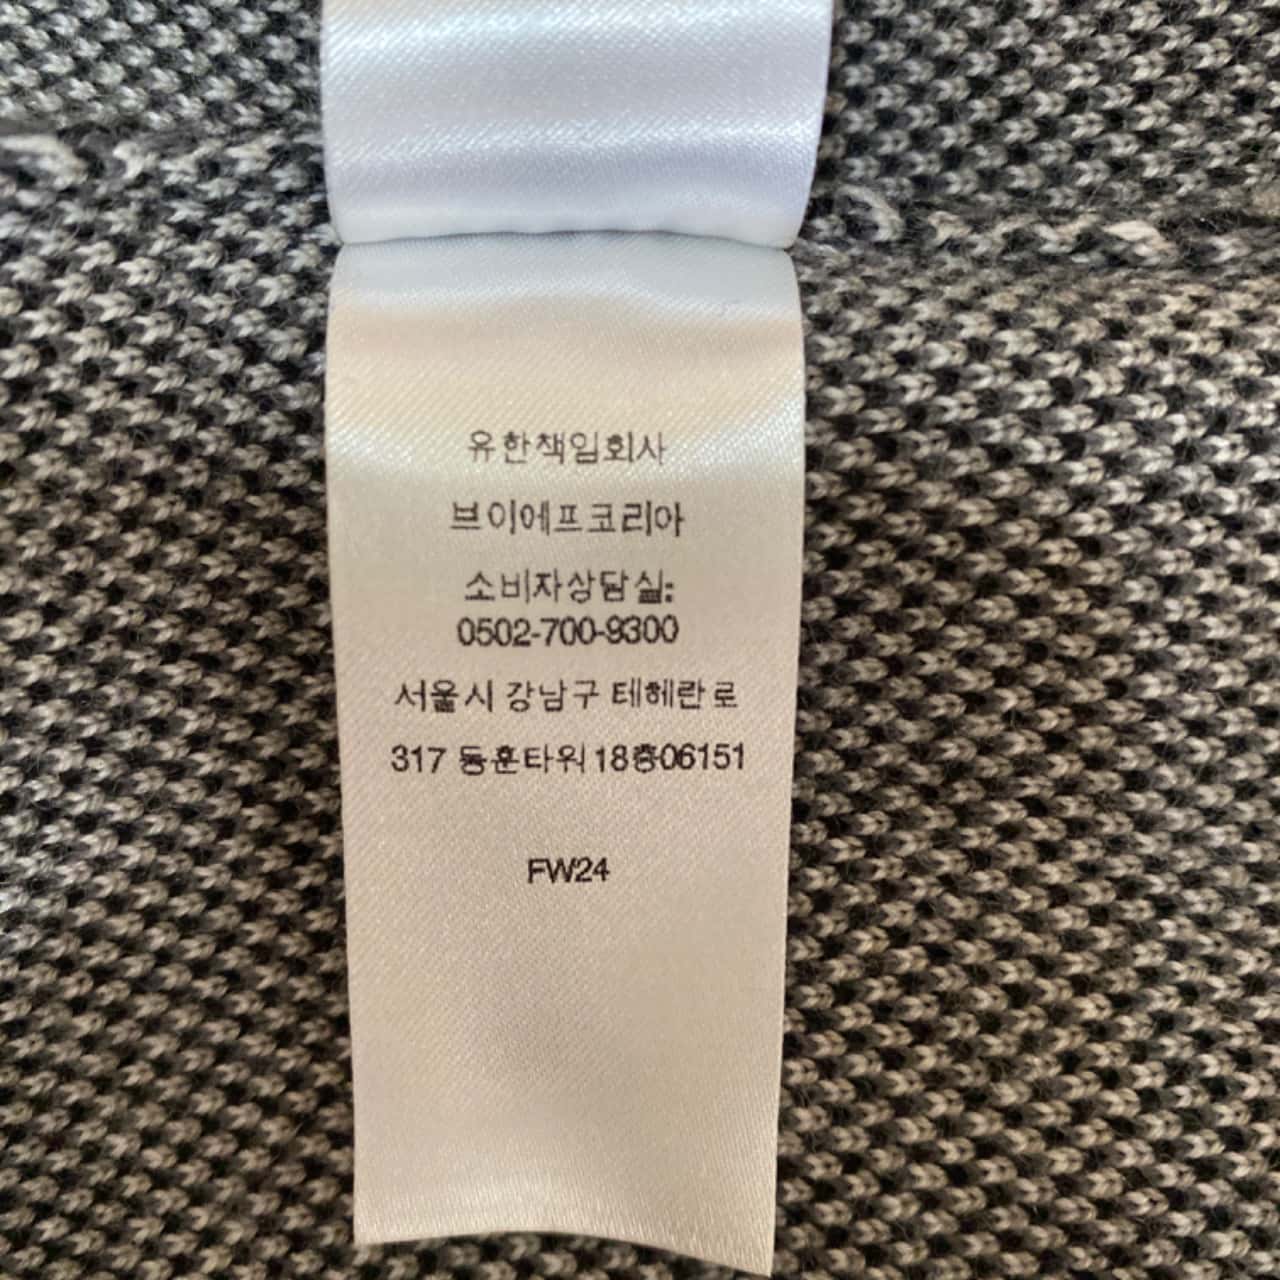 유한책임회사
브이에프코리아
소비자상담실:
0502-700-9300
서울시 강남구 테헤란로
317 동훈타워 18층06151
FW24